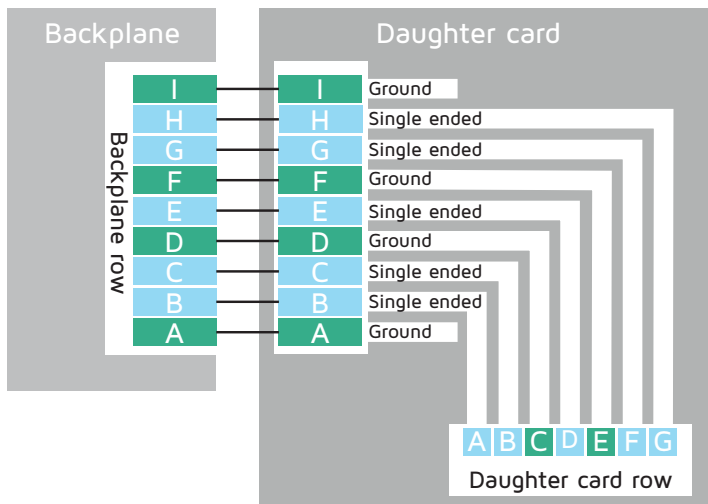 Backplane
Daughter card
I I Ground
H H Single ended
G G Single ended
F F Ground
E E Single ended
D D Ground
C C Single ended
B B Single ended
A A Ground
Backplane row
A B C D E F G
Daughter card row